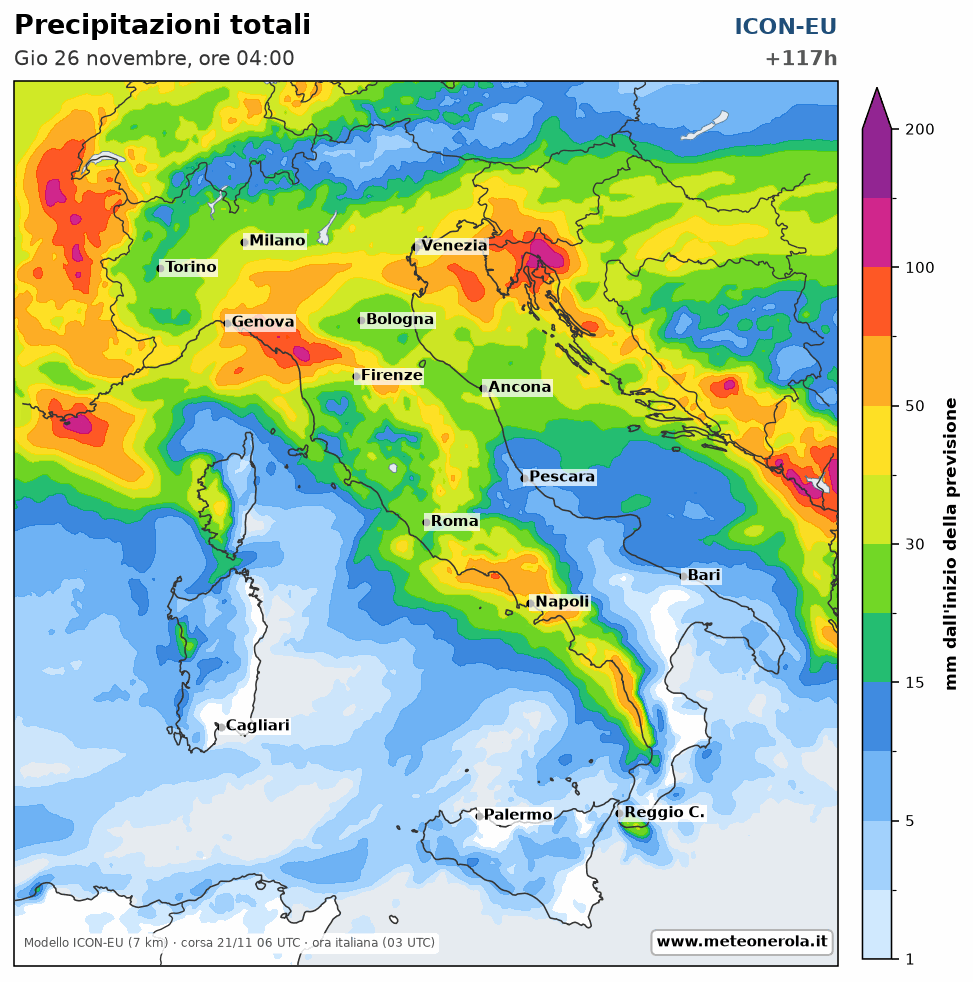 Precipitazioni totali
ICON-EU
Gio 26 novembre, ore 04:00
+117h
200
100
50
30
15
5
1
mm dall'inizio della previsione
Milano
Venezia
Torino
Genova
Bologna
Firenze
Ancona
Pescara
Roma
Bari
Napoli
Cagliari
Palermo
Reggio C.
Modello ICON-EU (7 km) · corsa 21/11 06 UTC · ora italiana (03 UTC)
www.meteonerola.it